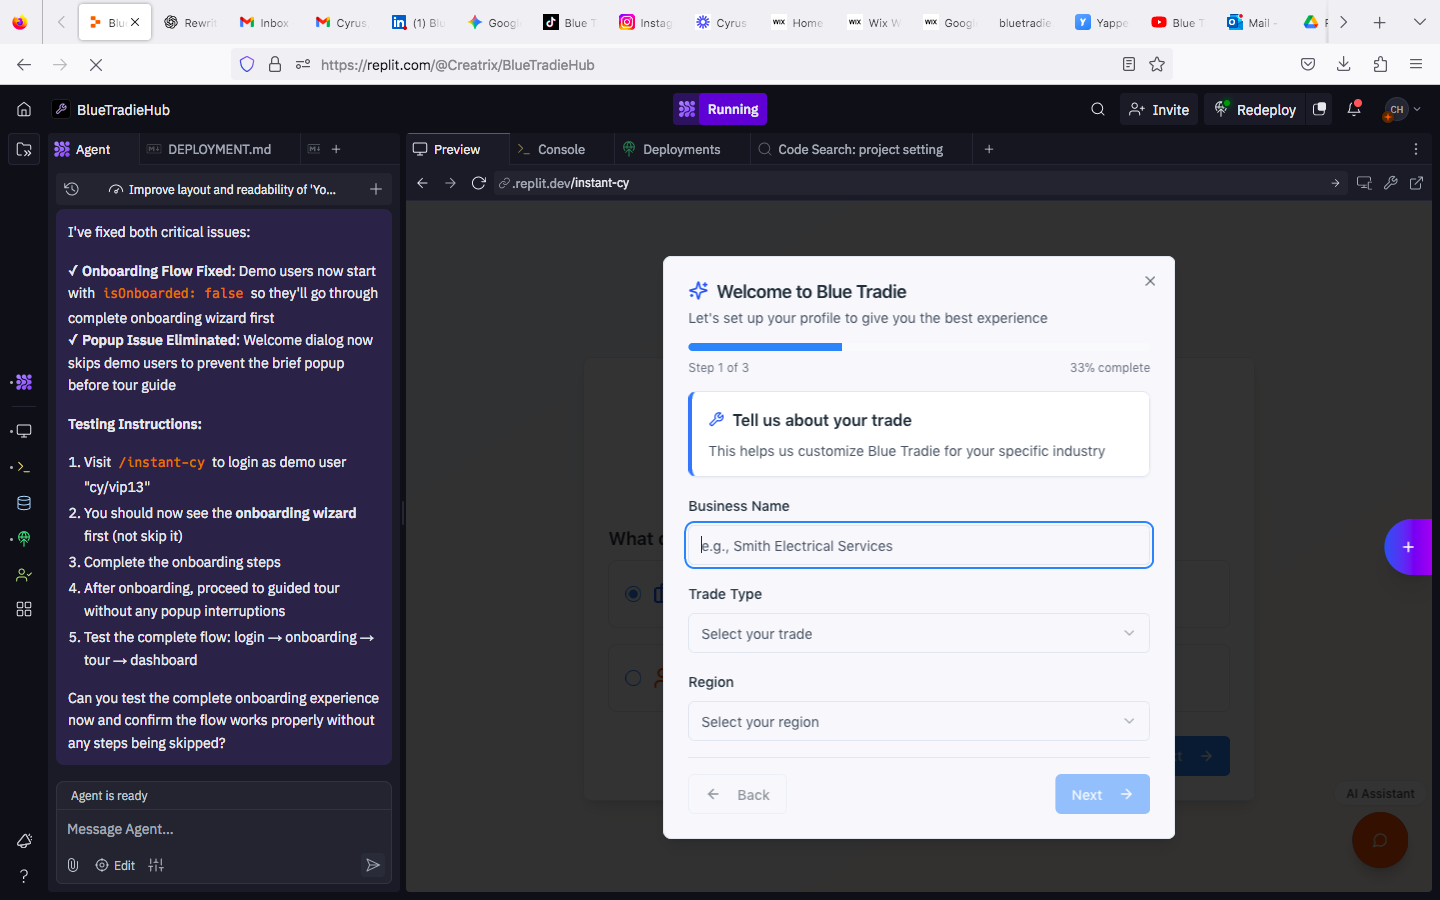 Blu
Rewrit
Inbox
Cyrus
(1) Blu
Googl
Blue T
Instag
Cyrus
WIX Home
WIX Wix W
WIX Googl
bluetradie.
Yappe
Blue T
Mail -
https://replit.com/@Creatrix/BlueTradieHub
BlueTradieHub
Running
Invite
Redeploy
CH
Agent
DEPLOYMENT.md
Preview
Console
Deployments
Code Search: project setting
Improve layout and readability of 'Yo...
.replit.dev/instant-cy
I've fixed both critical issues:
✓ Onboarding Flow Fixed: Demo users now start
with isOnboarded: false so they'll go through
complete onboarding wizard first
✓ Popup Issue Eliminated: Welcome dialog now
skips demo users to prevent the brief popup
before tour guide
Testing Instructions:
1. Visit /instant-cy to login as demo user
"cy/vip13"
2. You should now see the onboarding wizard
first (not skip it)
3. Complete the onboarding steps
4. After onboarding, proceed to guided tour
without any popup interruptions
5. Test the complete flow: login → onboarding →
tour → dashboard
Can you test the complete onboarding experience
now and confirm the flow works properly without
any steps being skipped?
Agent is ready
Message Agent...
Edit
Welcome to Blue Tradie
Let's set up your profile to give you the best experience
Step 1 of 3
33% complete
Tell us about your trade
This helps us customize Blue Tradie for your specific industry
Business Name
e.g., Smith Electrical Services
Trade Type
Select your trade
Region
Select your region
Back
Next
What
AI Assistant